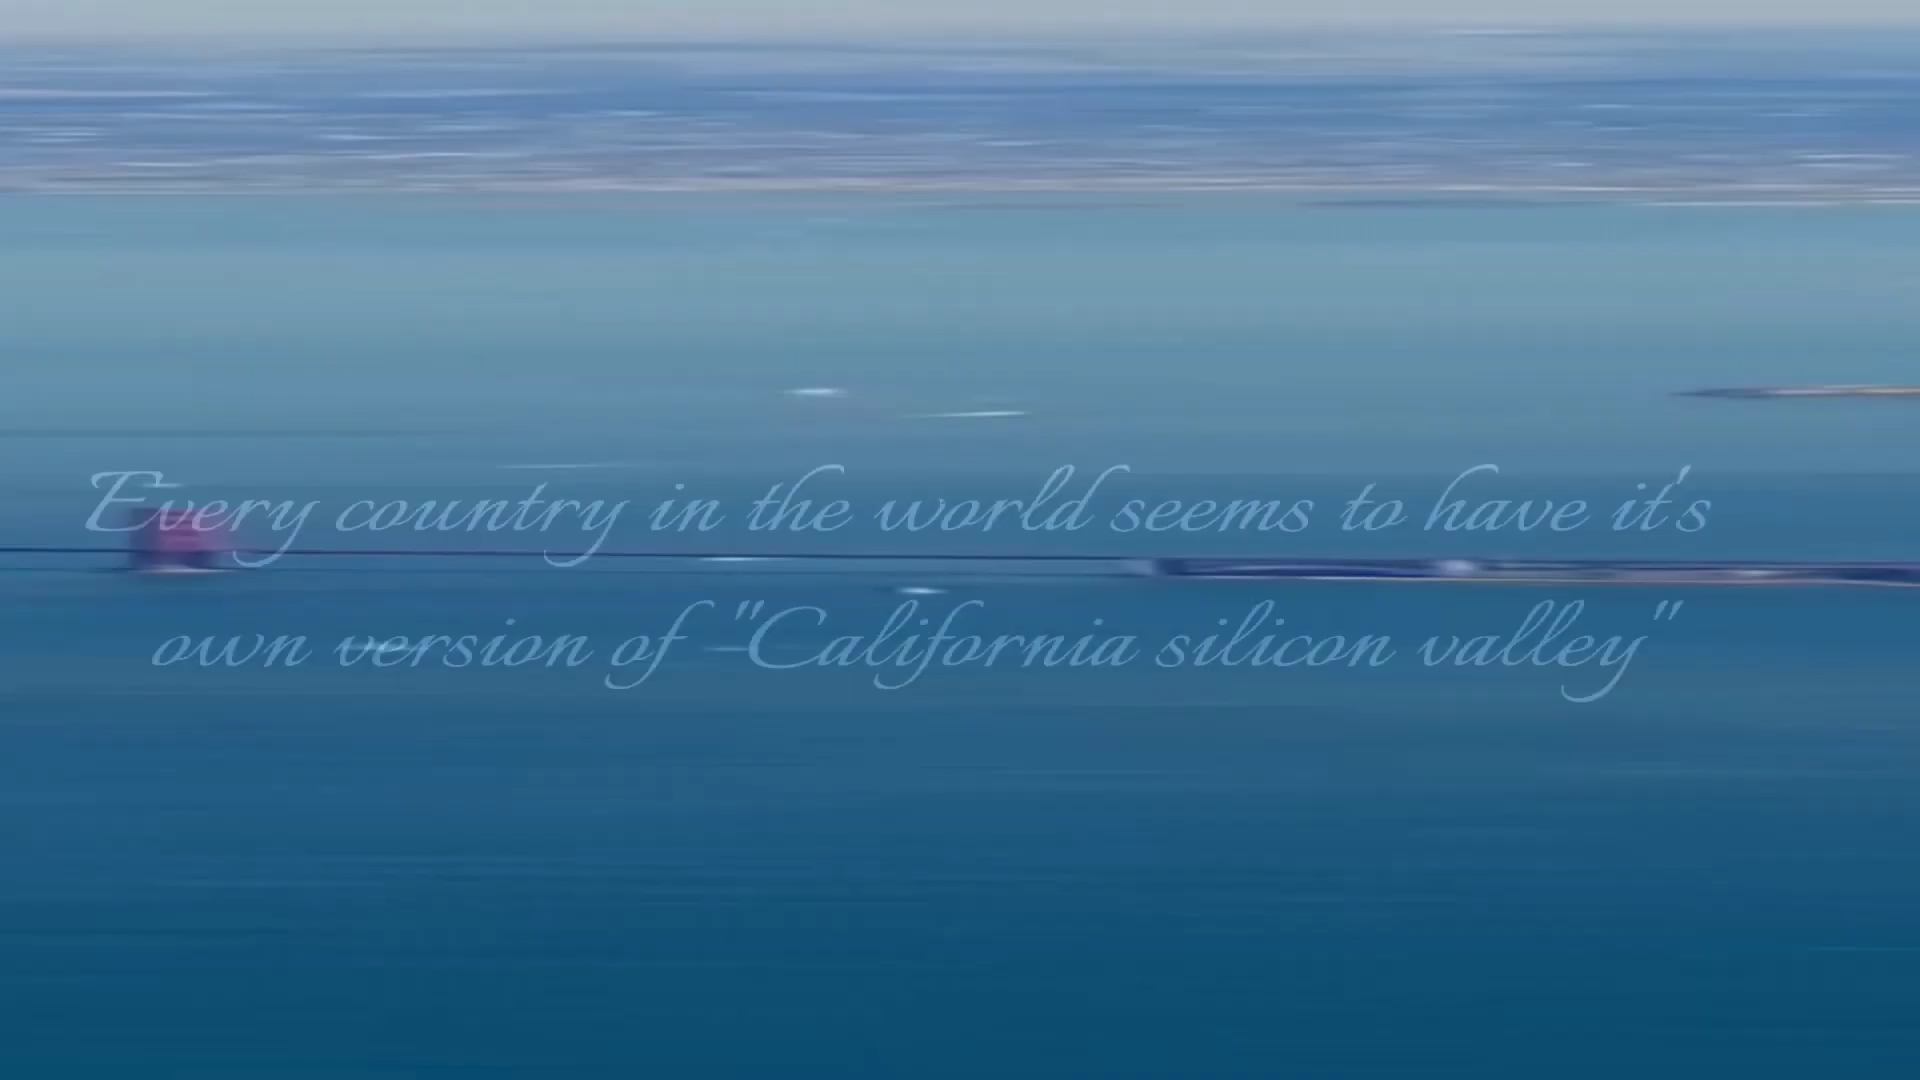 Every country in the world seems to have it's
own version of "California silicon valley"